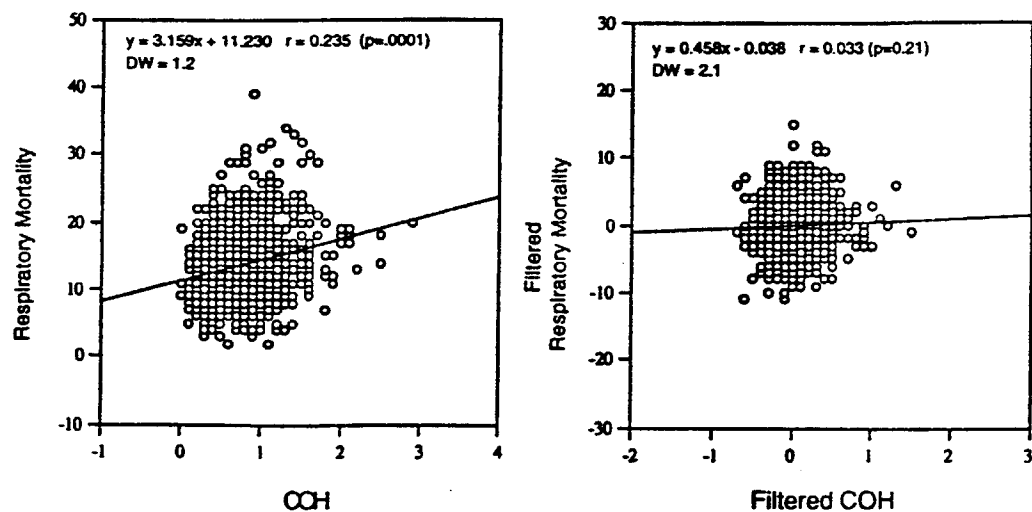 50
40
30
20
10
0
-10
y = 3.159x + 11.230 r = 0.235 (p=.0001)
DW = 1.2
Respiratory Mortality
-1 0 1 2 3 4
COH
30
20
10
0
-10
-20
-30
y = 0.458x - 0.038 r = 0.033 (p=0.21)
DW = 2.1
Filtered
Respiratory Mortality
-2 -1 0 1 2 3
Filtered COH